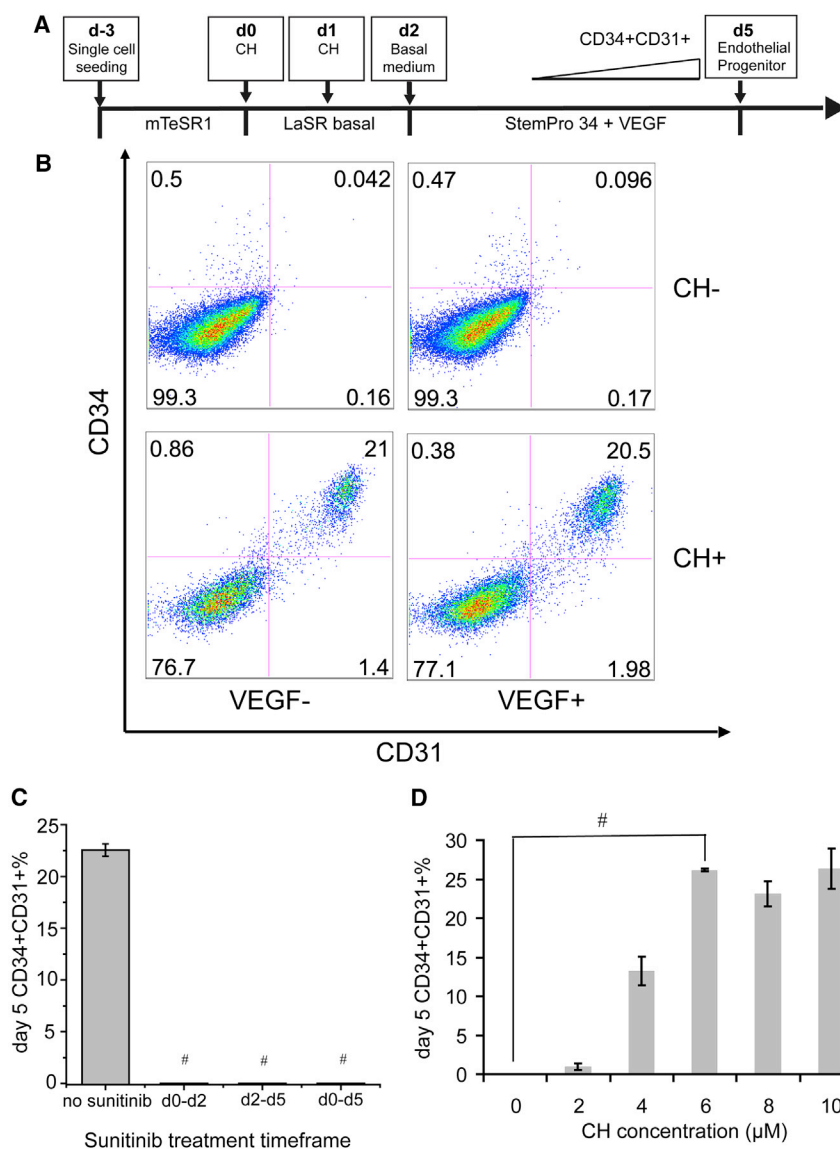 A
d-3
Single cell
seeding
d0
CH
d1
CH
d2
Basal
medium
CD34+CD31+
d5
Endothelial
Progenitor
mTeSR1
LaSR basal
StemPro 34 + VEGF
B
0.5
0.042
0.47
0.096
CH-
99.3
0.16
99.3
0.17
CD34
0.86
21
0.38
20.5
CH+
76.7
1.4
77.1
1.98
VEGF-
VEGF+
CD31
C
25
20
15
10
5
0
day 5 CD34+CD31+%
#
#
#
no sunitinib
d0-d2
d2-d5
d0-d5
Sunitinib treatment timeframe
D
#
30
25
20
15
10
5
0
day 5 CD34+CD31+%
0
2
4
6
8
10
CH concentration (μM)